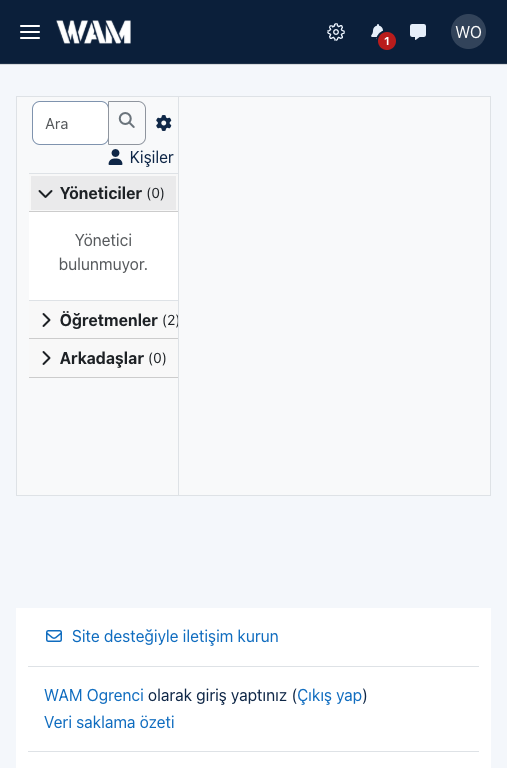 WAM
1
WO
Ara
Kişiler
Yöneticiler (0)
Yönetici
bulunmuyor.
Öğretmenler (2)
Arkadaşlar (0)
Site desteğiyle iletişim kurun
WAM Ogrenci olarak giriş yaptınız (Çıkış yap)
Veri saklama özeti